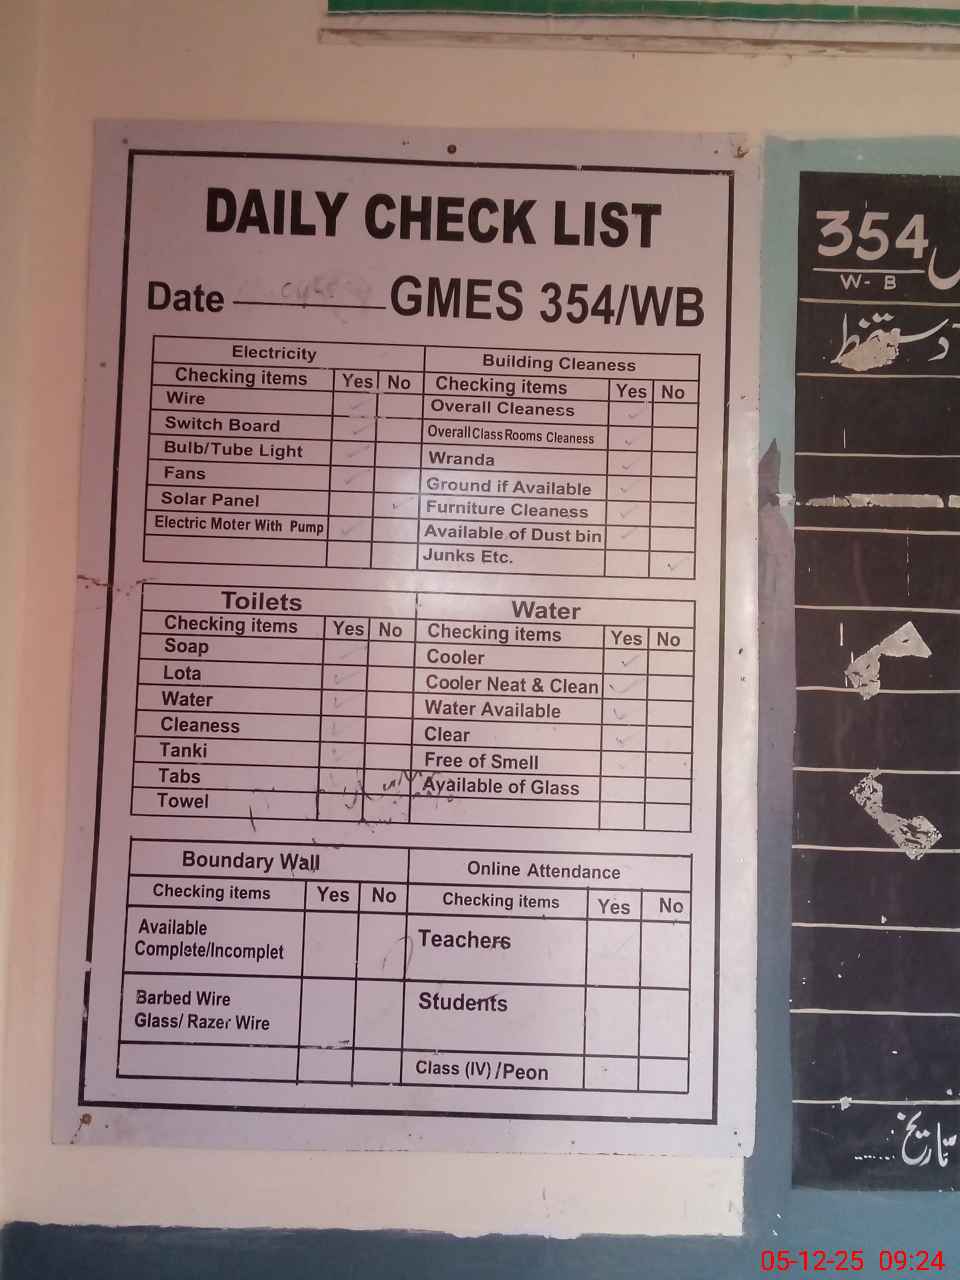 DAILY CHECK LIST
Date GMES 354/WB
Electricity Building Cleaness
Checking items Yes No Checking items Yes No
Wire Overall Cleaness
Switch Board Overall Class Rooms Cleaness
Bulb/Tube Light Wranda
Fans Ground if Available
Solar Panel Furniture Cleaness
Electric Moter With Pump Available of Dust bin
Junks Etc.
Toilets Water
Checking items Yes No Checking items Yes No
Soap Cooler
Lota Cooler Neat & Clean
Water Water Available
Cleaness Clear
Tanki Free of Smell
Tabs Available of Glass
Towel
Boundary Wall Online Attendance
Checking items Yes No Checking items Yes No
Available
Complete/Incomplet Teachers
Barbed Wire Students
Glass/ Razer Wire
Class (IV) /Peon
354
W- B
دستخط
تاریخ
05-12-25 09:24